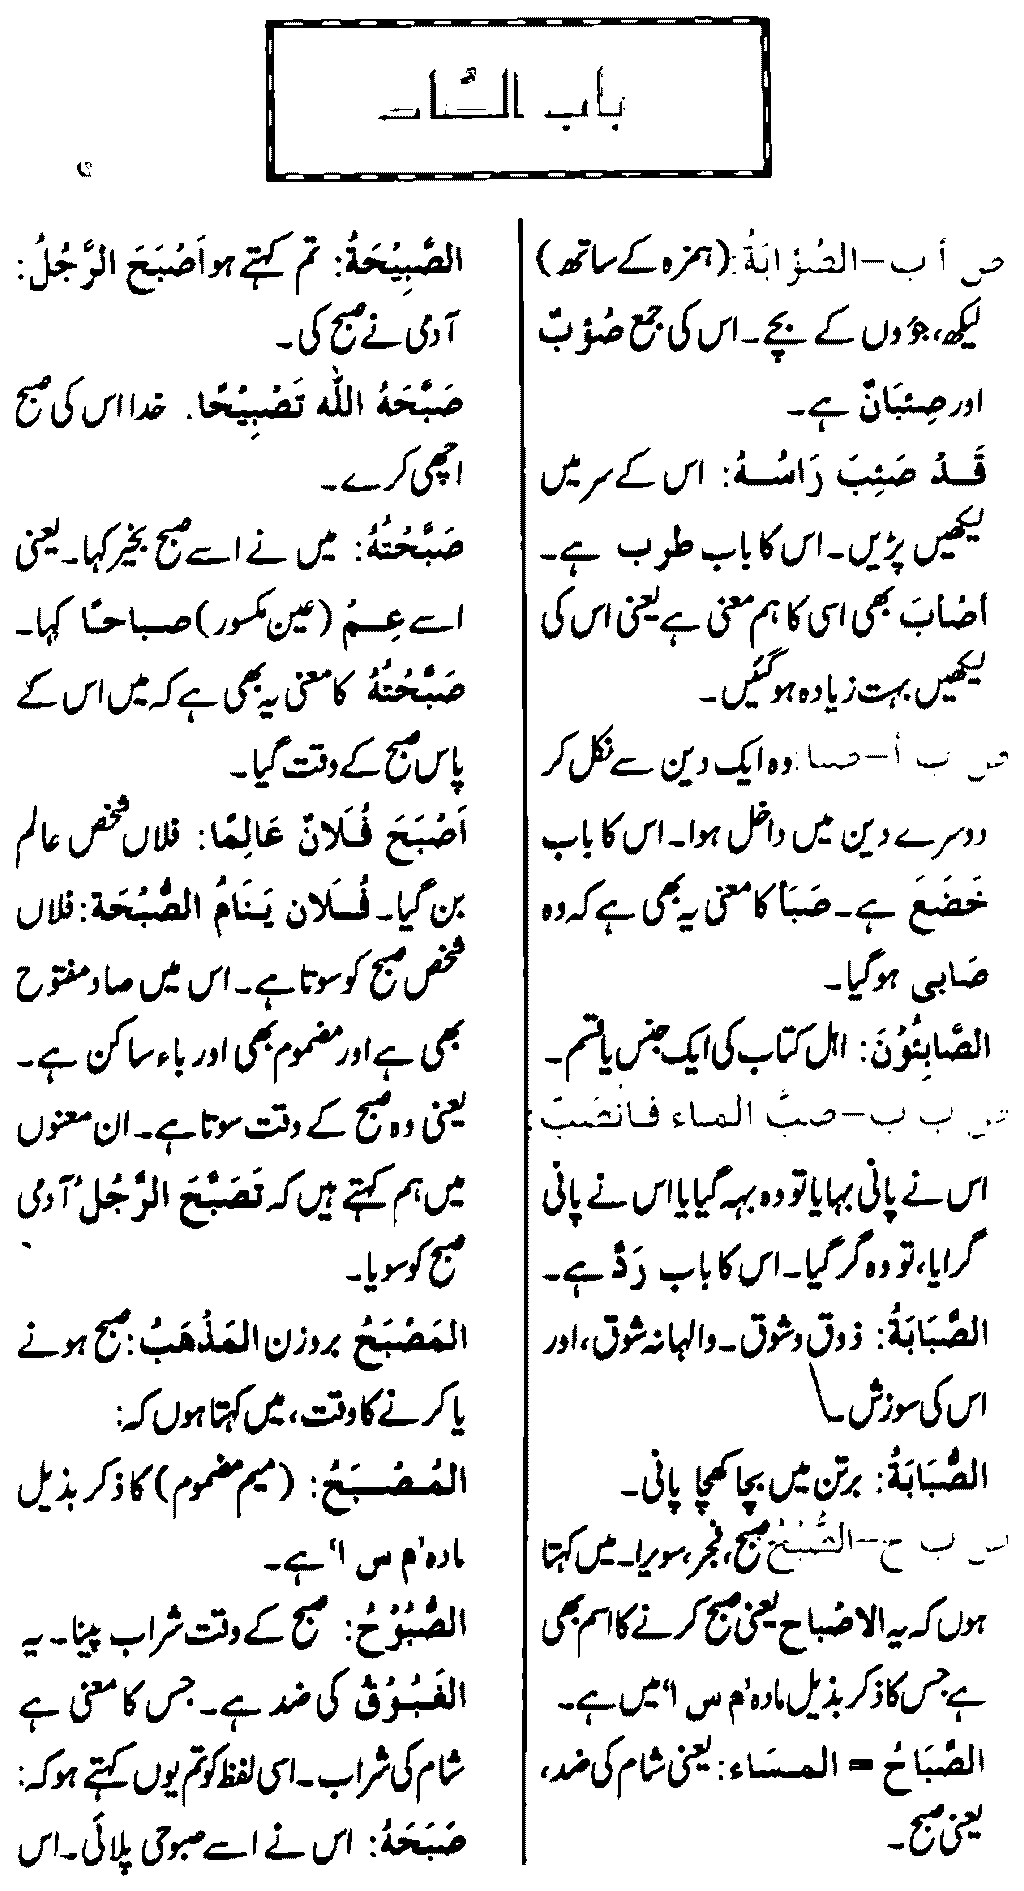 باب الصّاد
ص أ ب–الصُؤَابَةُ: (ہمزہ کے ساتھ)
لیکھ، جوٴوں کے بچے۔ اس کی جمع صُؤَبٌ
اور صِئبَانٌ ہے۔
قَدْ صَئِبَ رَاسُهُ: اس کے سر میں
لیکھیں پڑیں۔ اس کا باب طرب ہے۔
أصْأبَ بھی اسی کا ہم معنی ہے یعنی اس کی
لیکھیں بہت زیادہ ہوگئیں۔
ص ب أ–صبا: وہ ایک دین سے نکل کر
دوسرے دین میں داخل ہوا۔ اس کا باب
خَضَعَ ہے۔ صَبَأ کا معنی یہ بھی ہے کہ وہ
صَابی ہوگیا۔
الصَّابِئُوْنَ: اہل کتاب کی ایک جنس یا قسم۔
ص ب ب–صبَّ الماء فانْصَبَّ:
اس نے پانی بہایا تو وہ بہہ گیا یا اس نے پانی
گرایا، تو وہ گر گیا۔ اس کا باب رَدَّ ہے۔
الصَّبَابَةُ: ذوق و شوق۔ والہانہ شوق، اور
اس کی سوزش۔
الصُّبَابَةُ: برتن میں بچا کھچا پانی۔
ص ب ح–الصُّبْحُ: صبح، فجر، سویرا۔ میں کہتا
ہوں کہ یہ الاصْباح یعنی صبح کرنے کا اسم بھی
ہے جس کا ذکر بذیل مادہ 'م س ا' میں ہے۔
الصَّبَاحُ = المسَاء: یعنی شام کی ضد،
یعنی صبح۔
الصَّبِيْحَةُ: تم کہتے ہو اَصْبَحَ الرَّجُلُ:
آدمی نے صبح کی۔
صَبَّحَهُ اللّٰه تَصْبِيْحًا. خدا اس کی صبح
اچھی کرے۔
صَبَّحْتُهُ: میں نے اسے صبح بخیر کہا۔ یعنی
اسے عِمْ (عین مکسور) صباحًا کہا۔
صَبَّحْتُهُ کا معنی یہ بھی ہے کہ میں اس کے
پاس صبح کے وقت گیا۔
اَصْبَحَ فُلَانٌ عَالِمًا: فلاں شخص عالم
بن گیا۔ فُلَان يَنَامُ الصُّبْحَة: فلاں
شخص صبح کو سوتا ہے۔ اس میں صاد مفتوح
بھی ہے اور مضموم بھی اور باء ساکن ہے۔
یعنی وہ صبح کے وقت سوتا ہے۔ ان معنوں
میں ہم کہتے ہیں کہ تَصَبَّحَ الرَّجُلُ آدمی
صبح کو سویا۔
المَصْبَحُ بروزن المَذْهَبُ: صبح ہونے
یا کرنے کا وقت، میں کہتا ہوں کہ:
المُصْبَحُ: (میم مضموم) کا ذکر بذیل
مادہ 'م س ا' ہے۔
الصَّبُوْحُ: صبح کے وقت شراب پینا۔ یہ
الغَبُوْقُ کی ضد ہے۔ جس کا معنی ہے
شام کی شراب۔ اسی لفظ کو تم یوں کہتے ہو کہ:
صَبَحَهُ: اس نے اسے صبوحی پلائی۔ اس